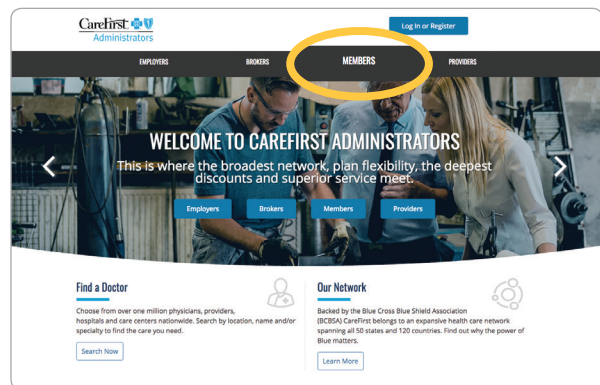 CareFirst
Administrators
Log In or Register
EMPLOYERS
BROKERS
MEMBERS
PROVIDERS
WELCOME TO CAREFIRST ADMINISTRATORS
This is where the broadest network, plan flexibility, the deepest
discounts and superior service meet.
Employers
Brokers
Members
Providers
Find a Doctor
Choose from over one million physicians, providers,
hospitals and care centers nationwide. Search by location, name and/or
specialty to find the care you need.
Search Now
Our Network
Backed by the Blue Cross Blue Shield Association
(BCBSA) CareFirst belongs to an expansive health care network
spanning all 50 states and 120 countries. Find out why the power of
Blue matters.
Learn More